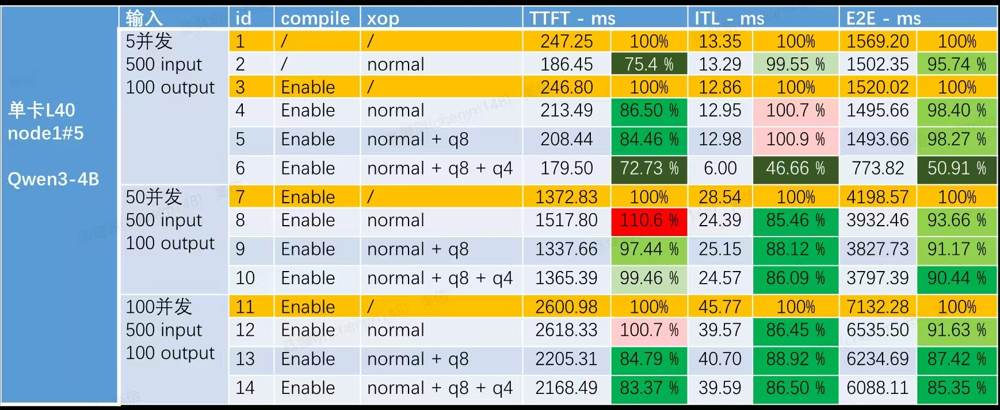 输入 id compile xop TTFT - ms ITL - ms E2E - ms
单卡L40
node1#5
Qwen3-4B
5并发
500 input
100 output
1 / / 247.25 100% 13.35 100% 1569.20 100%
2 / normal 186.45 75.4 % 13.29 99.55 % 1502.35 95.74 %
3 Enable / 246.80 100% 12.86 100% 1520.02 100%
4 Enable normal 213.49 86.50 % 12.95 100.7 % 1495.66 98.40 %
5 Enable normal + q8 208.44 84.46 % 12.98 100.9 % 1493.66 98.27 %
6 Enable normal + q8 + q4 179.50 72.73 % 6.00 46.66 % 773.82 50.91 %
50并发
500 input
100 output
7 Enable / 1372.83 100% 28.54 100% 4198.57 100%
8 Enable normal 1517.80 110.6 % 24.39 85.46 % 3932.46 93.66 %
9 Enable normal + q8 1337.66 97.44 % 25.15 88.12 % 3827.73 91.17 %
10 Enable normal + q8 + q4 1365.39 99.46 % 24.57 86.09 % 3797.39 90.44 %
100并发
500 input
100 output
11 Enable / 2600.98 100% 45.77 100% 7132.28 100%
12 Enable normal 2618.33 100.7 % 39.57 86.45 % 6535.50 91.63 %
13 Enable normal + q8 2205.31 84.79 % 40.70 88.92 % 6234.69 87.42 %
14 Enable normal + q8 + q4 2168.49 83.37 % 39.59 86.50 % 6088.11 85.35 %